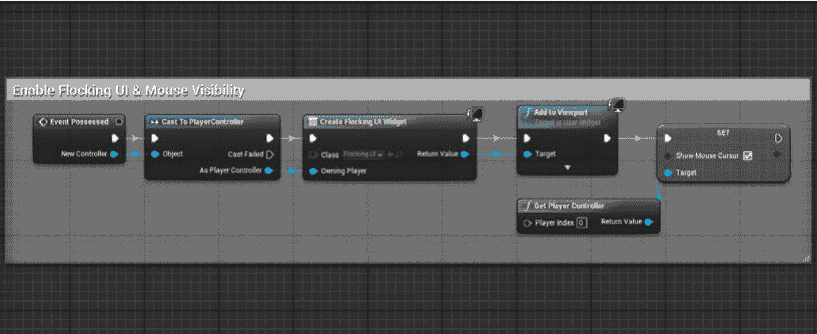 Enable Flocking UI & Mouse Visibility
Event Possessed
New Controller
Cast To PlayerController
Object
Cast Failed
As Player Controller
Create Flocking UI Widget
Class
Flocking UI
Return Value
Owning Player
Add to Viewport
Target is User Widget
Target
SET
Show Mouse Cursor
Target
Get Player Controller
Player Index 0
Return Value